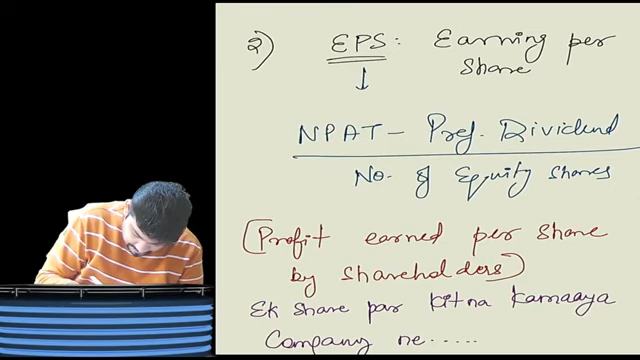 2) EPS: Earning per
Share
↓
NPAT - Pref. Dividend
No. of Equity Shares
(Profit earned per share
by shareholders)
Ek share par kitna kamaaya
Company ne.....